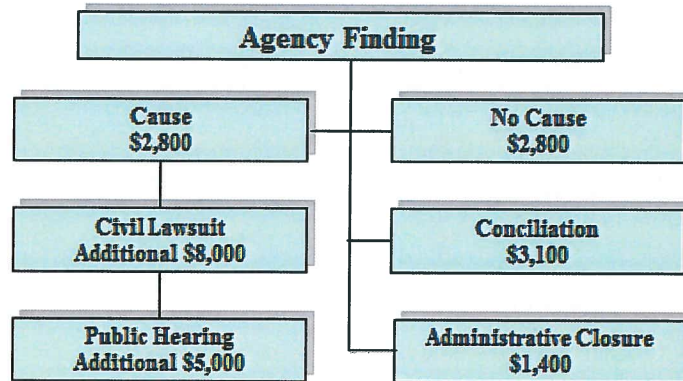 Agency Finding
Cause
$2,800
No Cause
$2,800
Civil Lawsuit
Additional $8,000
Conciliation
$3,100
Public Hearing
Additional $5,000
Administrative Closure
$1,400